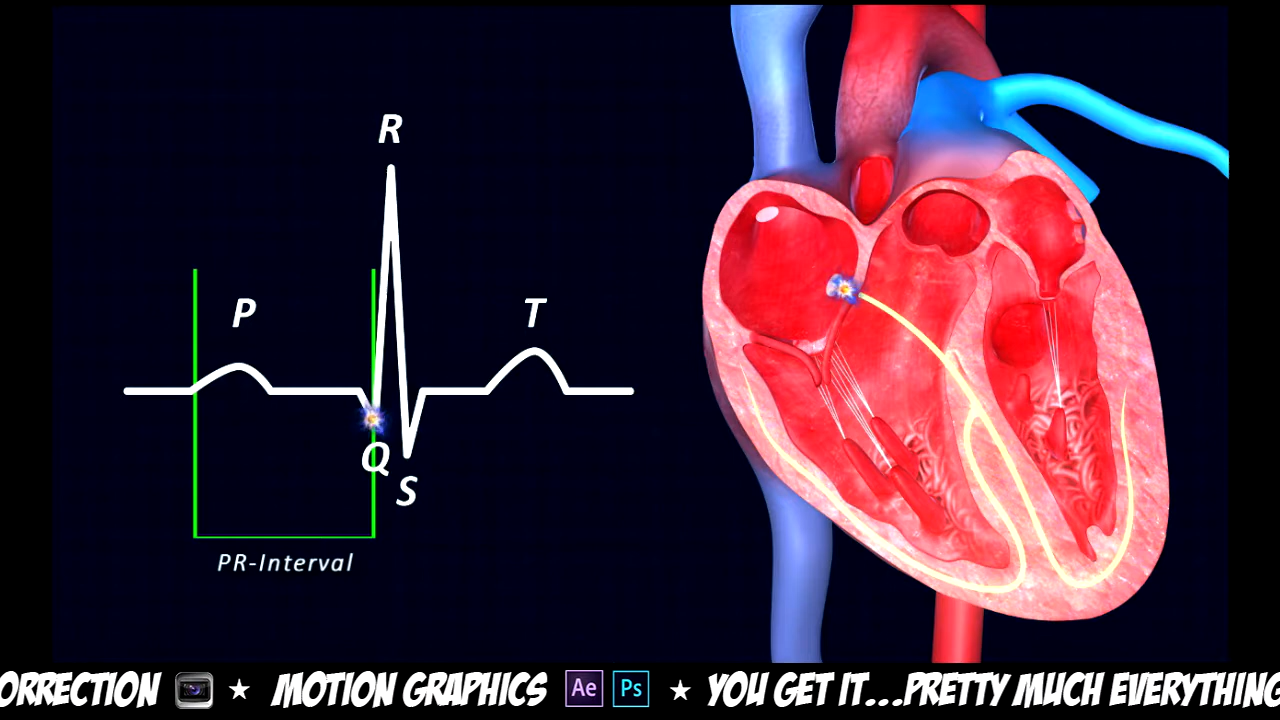 R
P
T
Q
S
PR-Interval
ORRECTION ★ MOTION GRAPHICS Ae Ps ★ YOU GET IT...PRETTY MUCH EVERYTHING